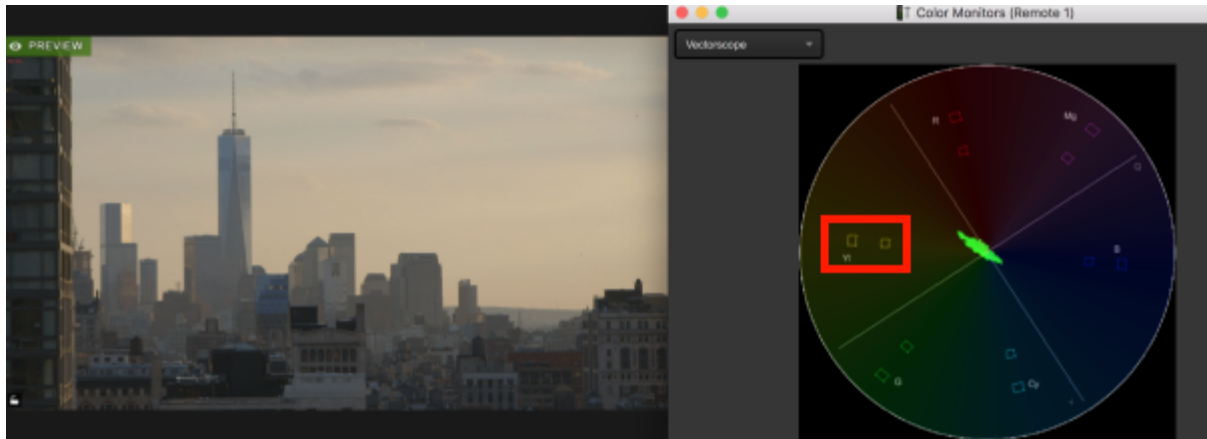 PREVIEW
T Color Monitors (Remote 1)
Vectorscope
R
Mg
Q
B
Yl
G
Cy